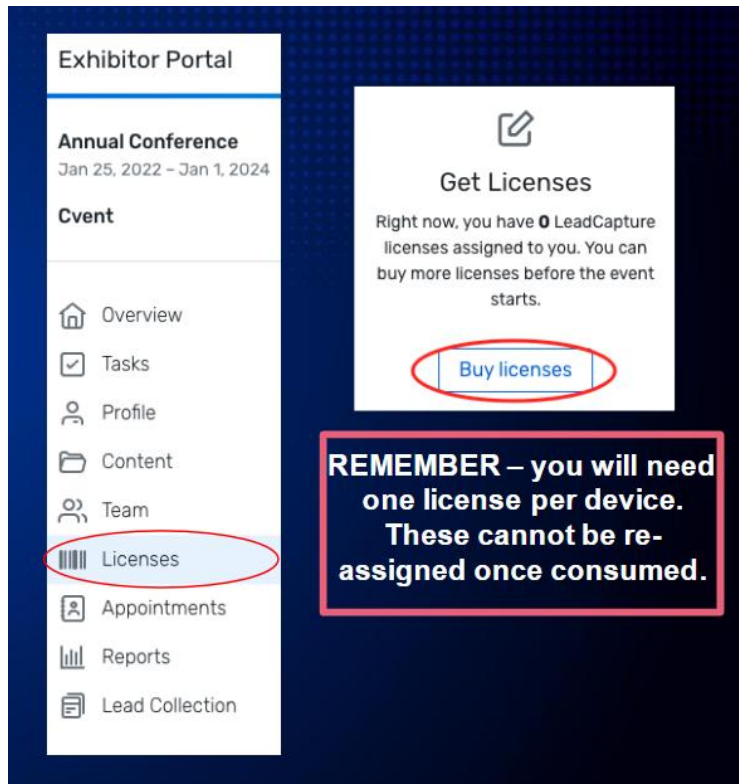 Exhibitor Portal
Annual Conference
Jan 25, 2022 – Jan 1, 2024
Cvent
Overview
Tasks
Profile
Content
Team
Licenses
Appointments
Reports
Lead Collection
Get Licenses
Right now, you have 0 LeadCapture
licenses assigned to you. You can
buy more licenses before the event
starts.
Buy licenses
REMEMBER – you will need
one license per device.
These cannot be re-
assigned once consumed.